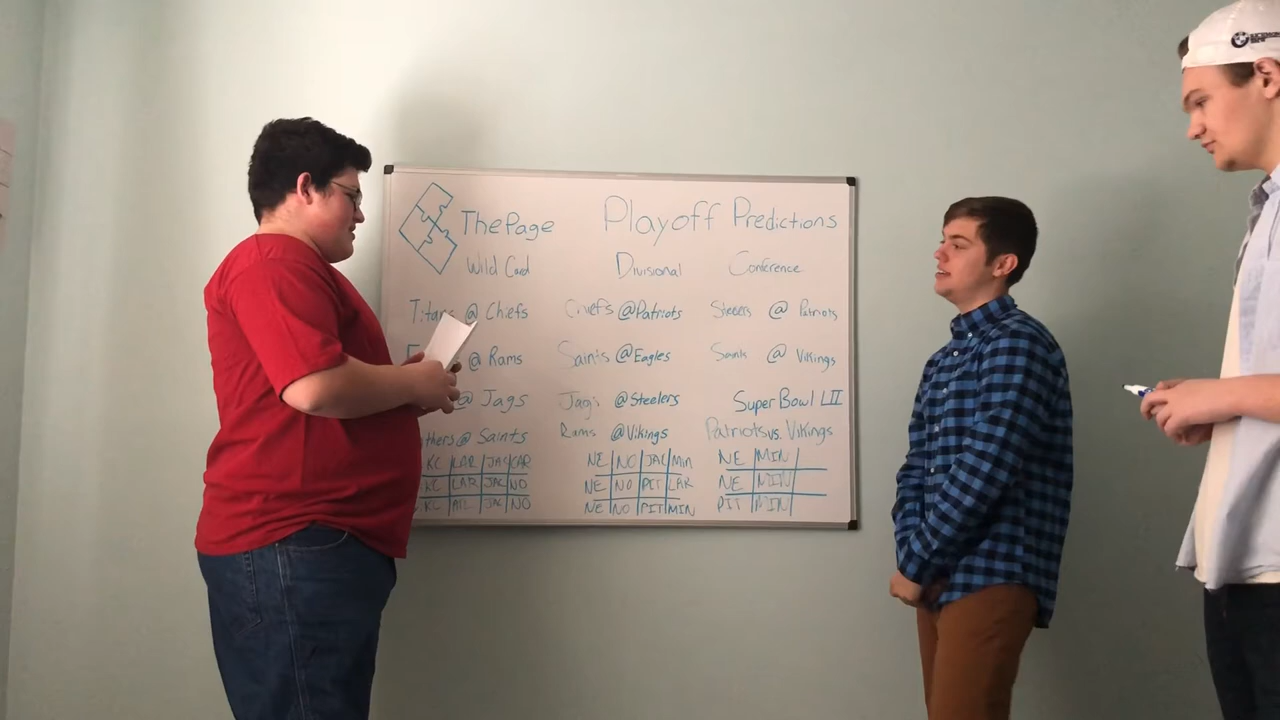 ThePage Playoff Predictions
Wild Card Divisional Conference
Titans @ Chiefs Chiefs @Patriots Steelers @ Patriots
@ Rams Saints @Eagles Saints @ Vikings
@ Jags Jag's @Steelers Super Bowl LII
@ Saints Rams @Vikings Patriots vs. Vikings
KC LAR JAC CAR NE NO JAC Min NE MIN
KC LAR JAC NO NE NO PIT LAR NE MIN
KC ATL JAC NO NE NO PIT MIN PIT MIN